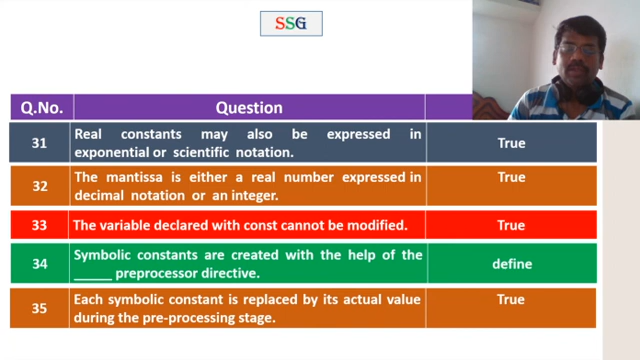 SSG
Q.No. Question
31 Real constants may also be expressed in exponential or scientific notation. True
32 The mantissa is either a real number expressed in decimal notation or an integer. True
33 The variable declared with const cannot be modified. True
34 Symbolic constants are created with the help of the _____ preprocessor directive. define
35 Each symbolic constant is replaced by its actual value during the pre-processing stage. True